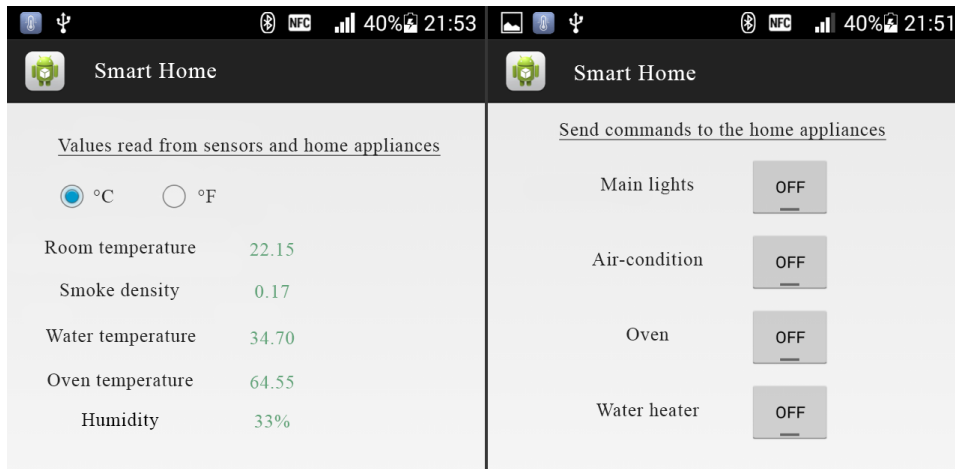 NFC 40% 21:53
Smart Home
Values read from sensors and home appliances
°C °F
Room temperature 22.15
Smoke density 0.17
Water temperature 34.70
Oven temperature 64.55
Humidity 33%
NFC 40% 21:51
Smart Home
Send commands to the home appliances
Main lights OFF
Air-condition OFF
Oven OFF
Water heater OFF